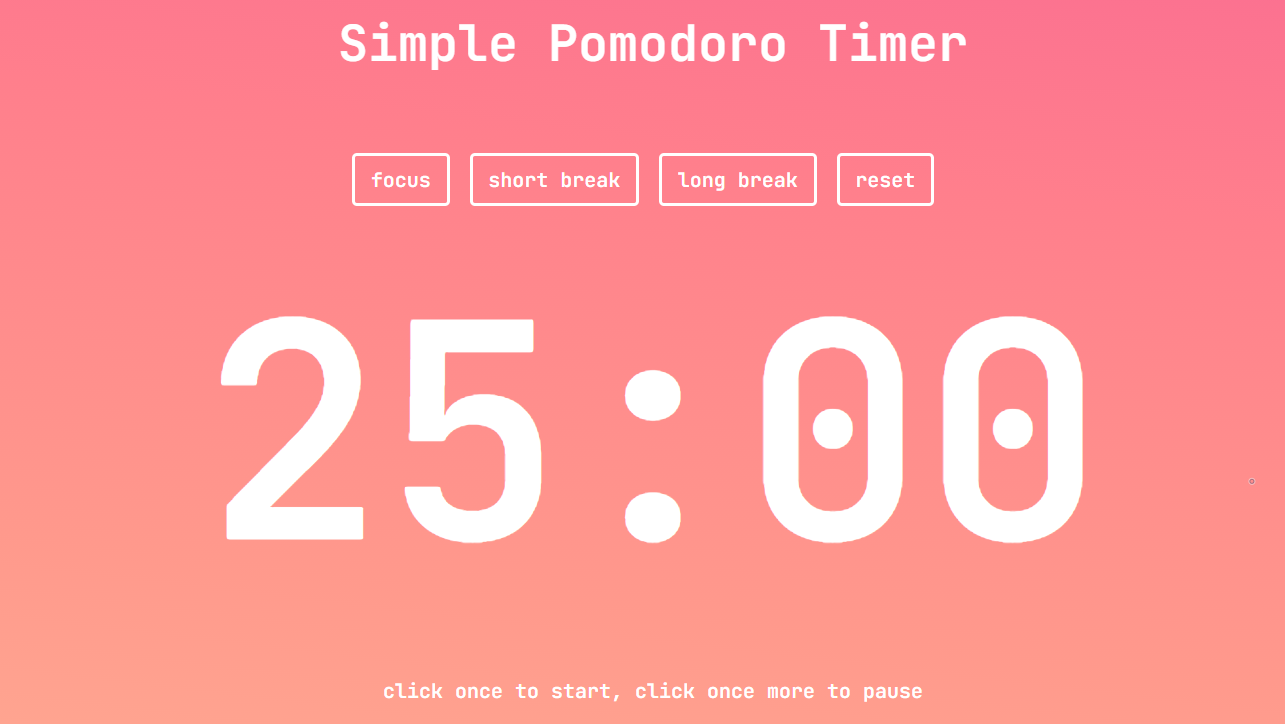 Simple Pomodoro Timer
focus short break long break reset
25:00
click once to start, click once more to pause